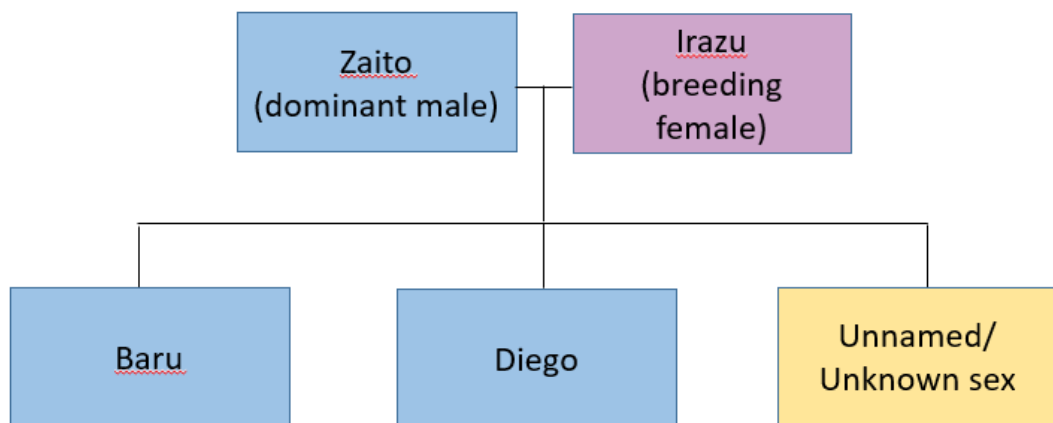 Zaito
(dominant male)
Irazu
(breeding
female)
Baru
Diego
Unnamed/
Unknown sex